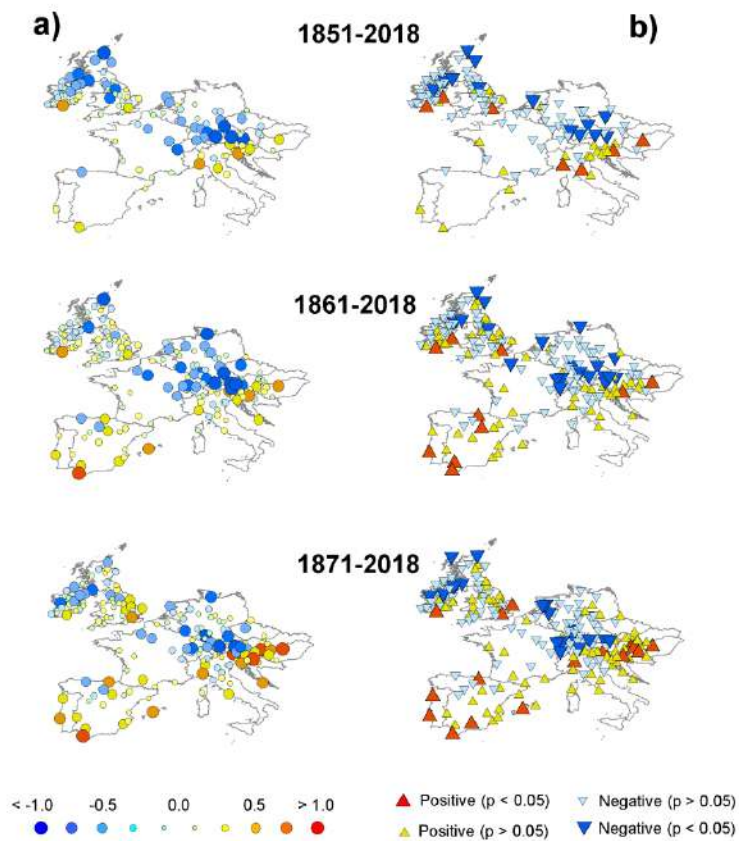 a) 1851-2018 b)
1861-2018
1871-2018
< -1.0 -0.5 0.0 0.5 > 1.0
Positive (p < 0.05) Negative (p > 0.05)
Positive (p > 0.05) Negative (p < 0.05)